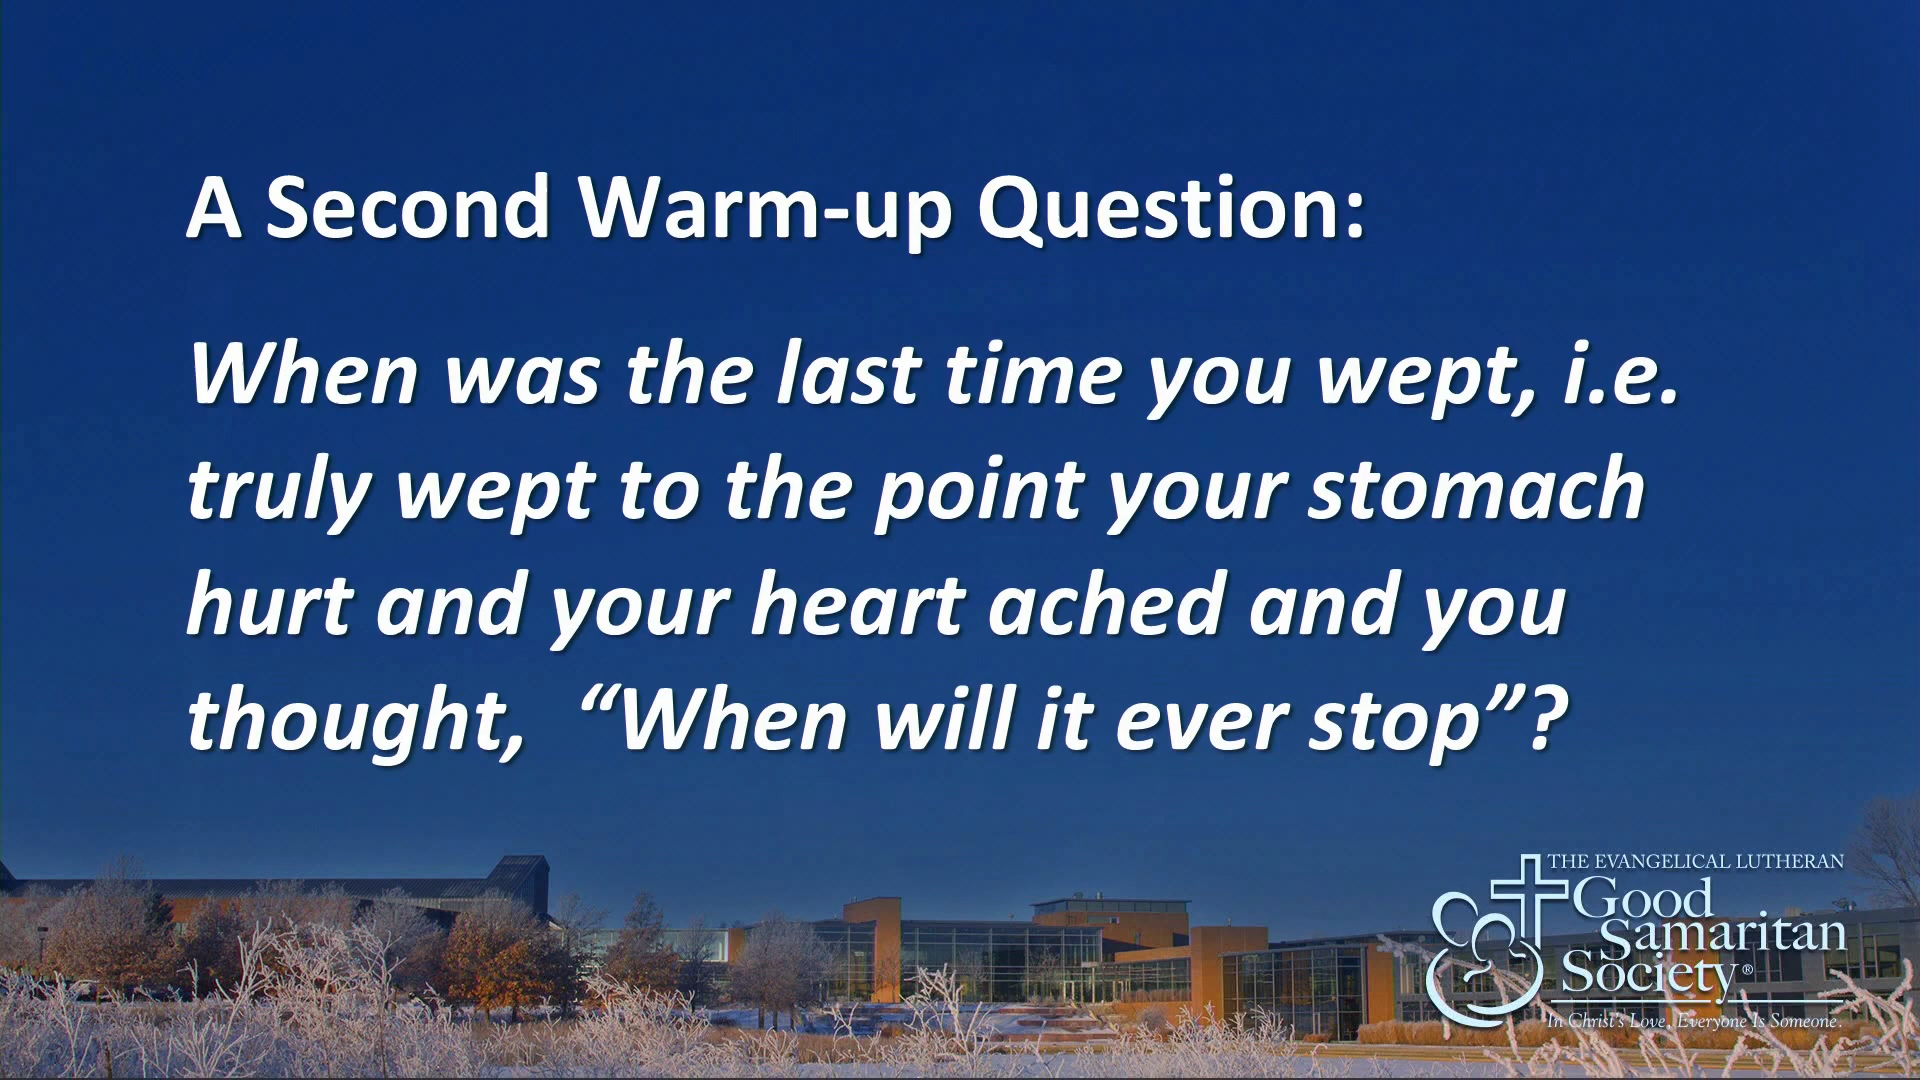 A Second Warm-up Question:
When was the last time you wept, i.e.
truly wept to the point your stomach
hurt and your heart ached and you
thought,  “When will it ever stop”?
THE EVANGELICAL LUTHERAN
Good
Samaritan
Society®
In Christ's Love, Everyone Is Someone.